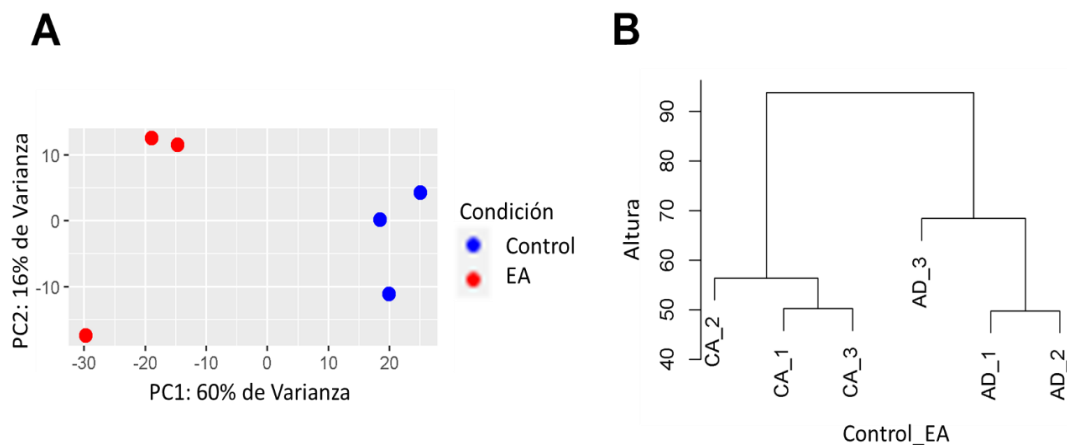 A
PC2: 16% de Varianza
10
0
-10
-30
-20
-10
0
10
20
PC1: 60% de Varianza
Condición
Control
EA
B
Altura
90
80
70
60
50
40
CA_2
CA_1
CA_3
AD_3
AD_1
AD_2
Control_EA